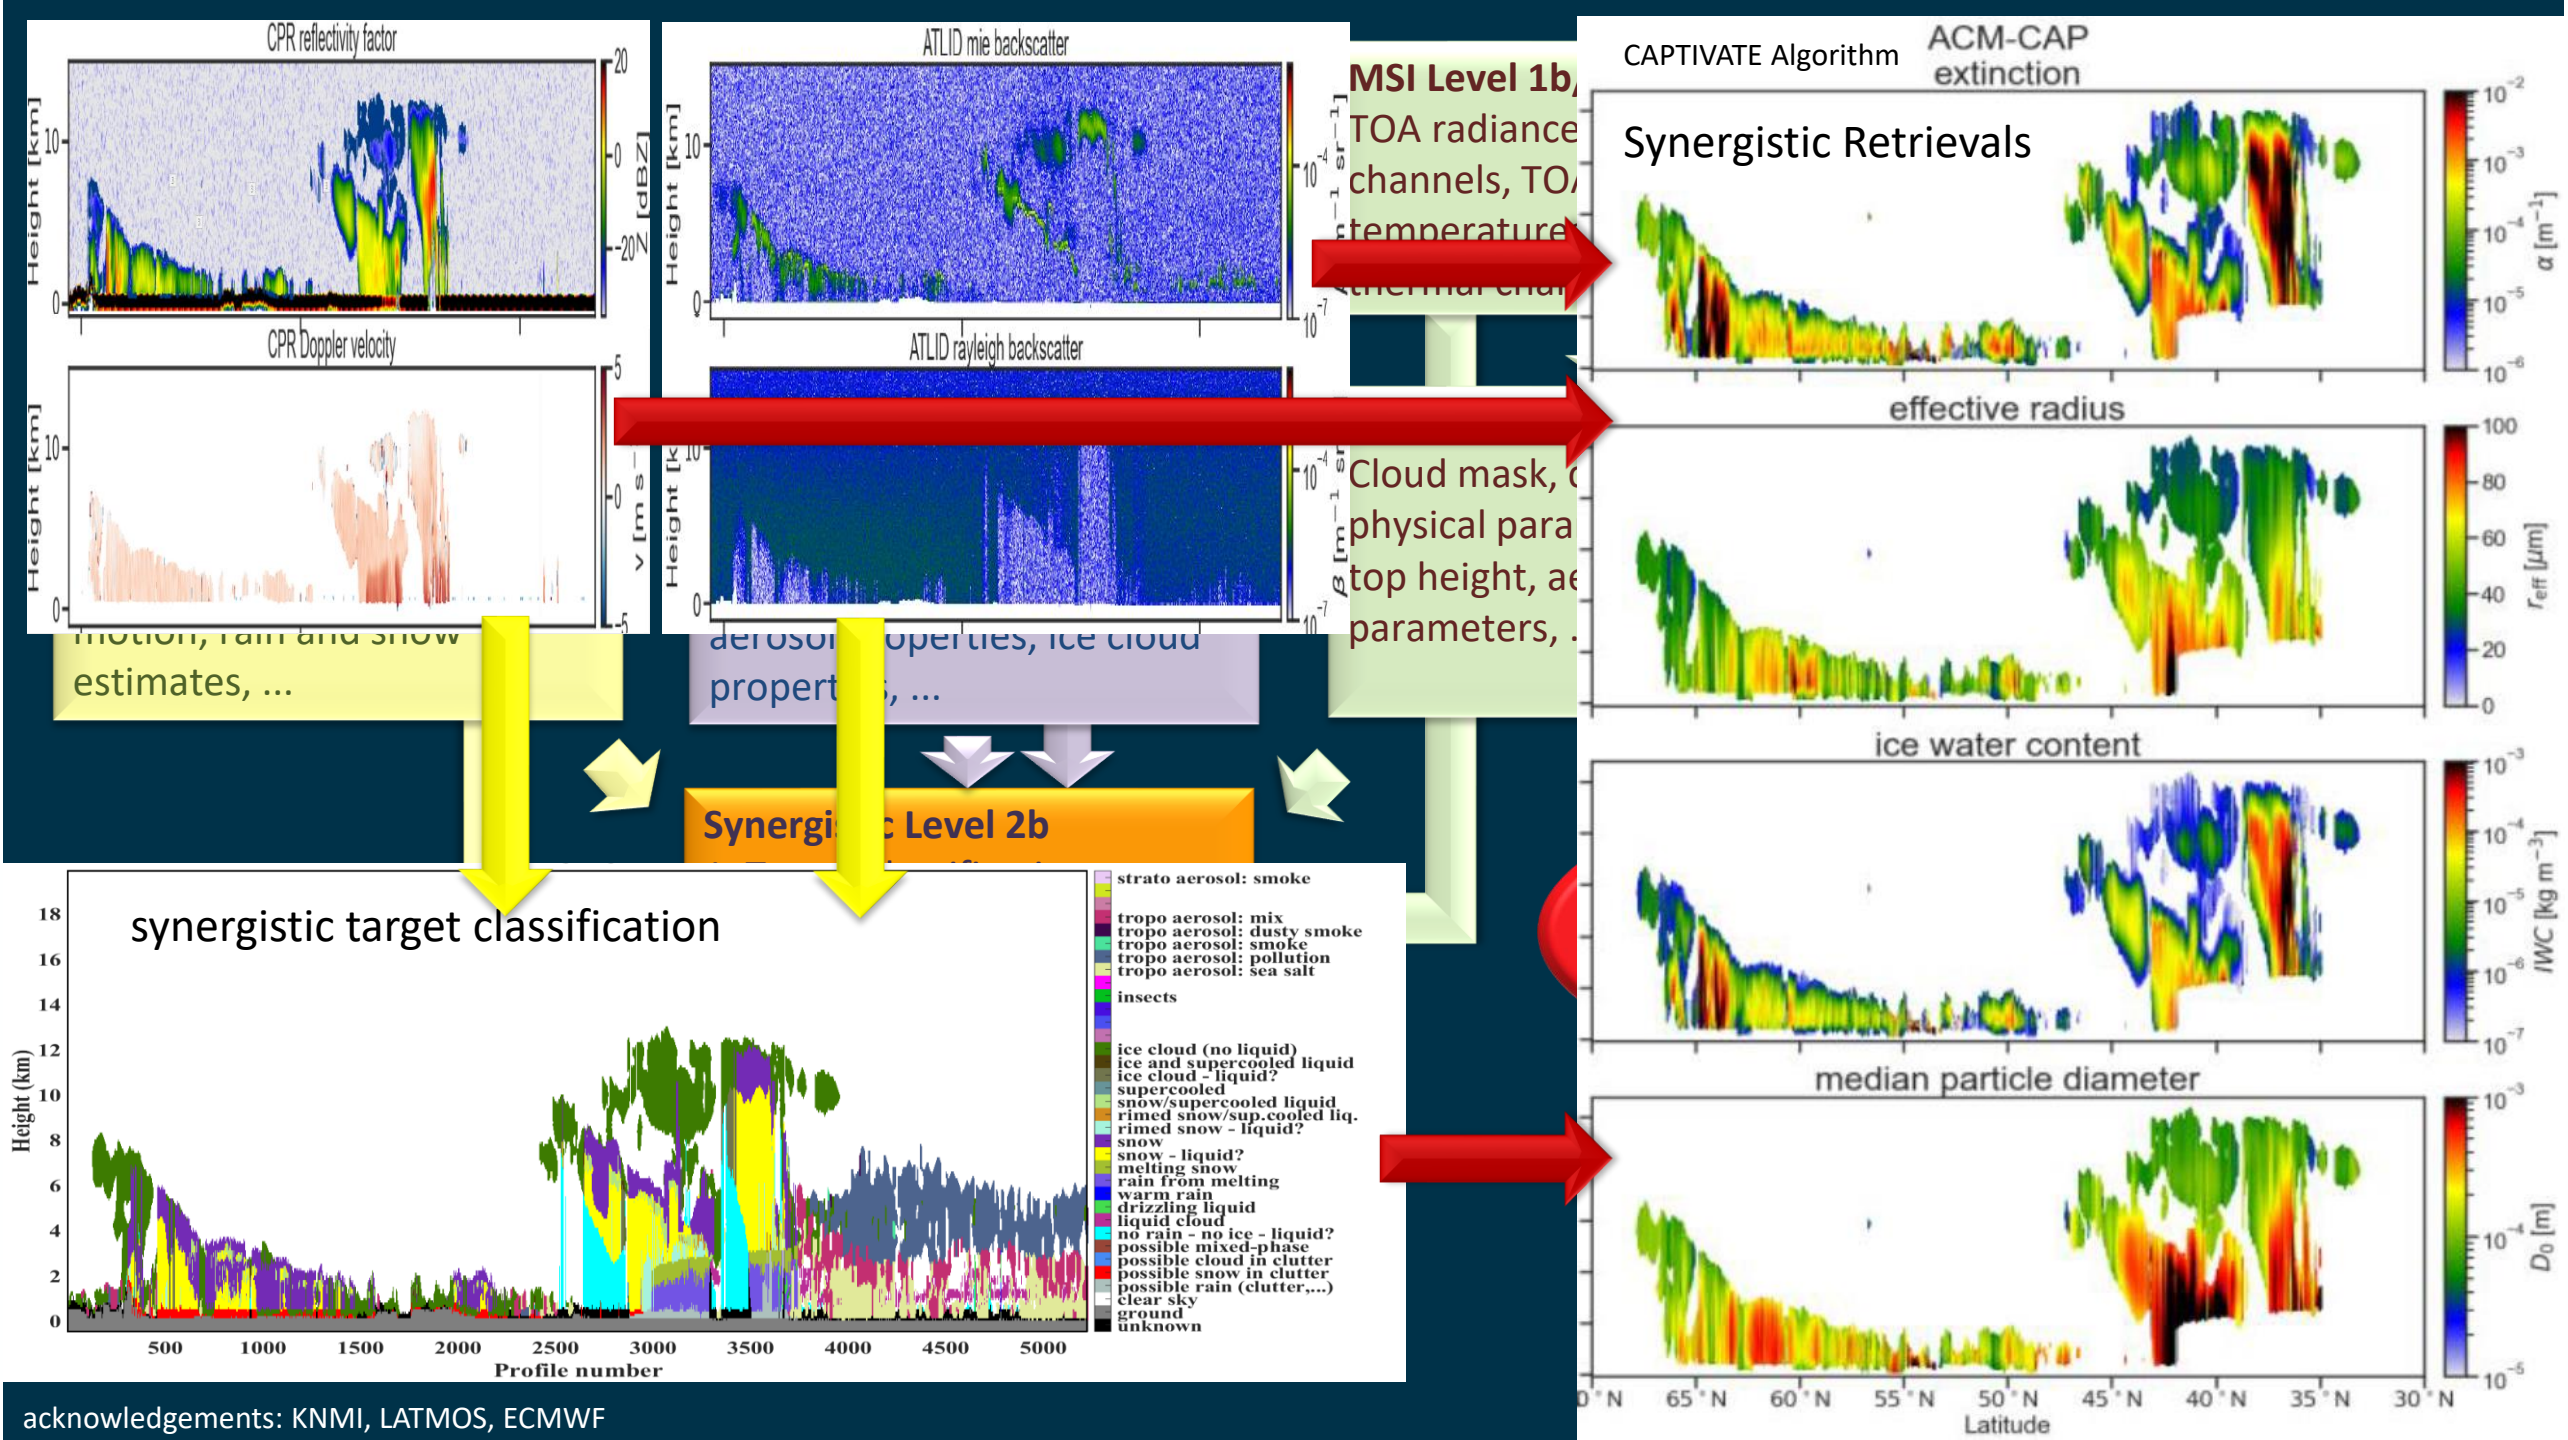 CPR reflectivity factor
Height [km]
10
0
20
0
-20
Z [dBZ]
CPR Doppler velocity
Height [km]
10
0
5
0
-5
ATLID mie backscatter
Height [km]
10
0
10-4
10-7
m-1 sr-1]
ATLID rayleigh backscatter
10
0
10-4
10-7
MSI Level 1b,
TOA radiance
channels,
temperature
Cloud mask,
physical para
top height,
parameters,
motion, rain and snow
estimates, ...
ice cloud
Level 2b
synergistic target classification
Height (km)
18
16
14
12
10
8
6
4
2
0
500 1000 1500 2000 2500 3000 3500 4000 4500 5000
Profile number
strato aerosol: smoke
tropo aerosol: mix
tropo aerosol: dusty smoke
tropo aerosol: smoke
tropo aerosol: pollution
tropo aerosol: sea salt
insects
ice cloud (no liquid)
ice and supercooled liquid
ice cloud - liquid?
supercooled
snow/supercooled liquid
rimed snow/sup.cooled liq.
rimed snow - liquid?
snow
snow - liquid?
melting snow
rain from melting
warm rain
drizzling liquid
liquid cloud
no rain - no ice - liquid?
possible mixed-phase
possible cloud in clutter
possible snow in clutter
possible rain (clutter,...)
clear sky
ground
unknown
CAPTIVATE Algorithm
ACM-CAP
extinction
Synergistic Retrievals
10-2
10-3
10-4
10-5
10-6
α [m−1]
effective radius
100
80
60
40
20
0
reff [μm]
ice water content
10-3
10-4
10-5
10-6
10-7
IWC [kg m−3]
median particle diameter
10-3
10-4
10-5
D0 [m]
0°N 65°N 60°N 55°N 50°N 45°N 40°N 35°N 30°N
Latitude
acknowledgements: KNMI, LATMOS, ECMWF